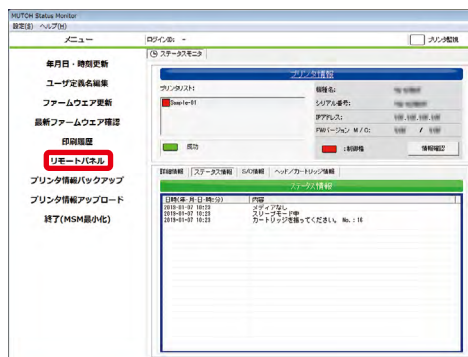 MUTOH Status Monitor
設定(S) ヘルプ(H)
メニュー
ログインID: -
プリンタ監視
ステータスモニタ
年月日・時刻更新
ユーザ定義名編集
ファームウェア更新
最新ファームウェア確認
印刷履歴
リモートパネル
プリンタ情報バックアップ
プリンタ情報アップロード
終了(MSM最小化)
プリンタ情報
プリンタリスト:
Sample-01
成功
機種名:
シリアル番号:
IPアドレス:
FWバージョン M / G:
/
:制御権
情報確認
詳細情報
ステータス情報
S/C情報
ヘッド/カートリッジ情報
ステータス情報
日時(年-月-日-時:分) 内容
2019-01-07 10:23 メディアなし
2019-01-07 10:23 スリープモード中
2019-01-07 10:23 カートリッジを振ってください。 No. : 16